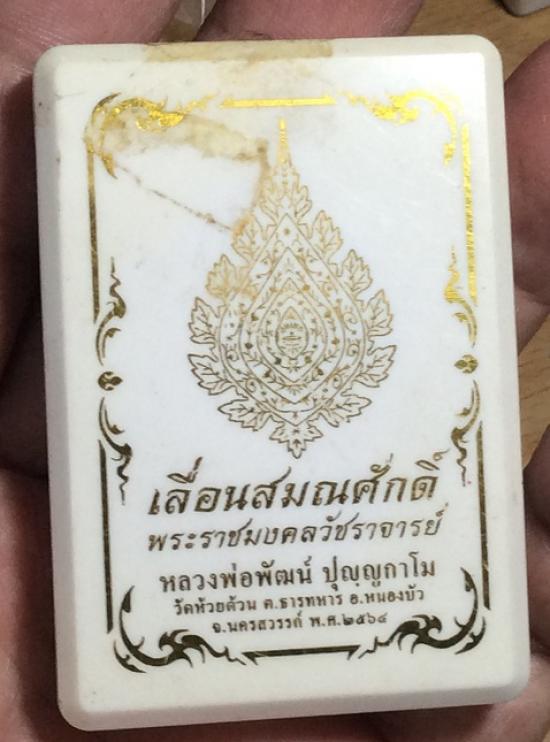 เลื่อนสมณศักดิ์
พระราชมงคลวัชราจารย์
หลวงพ่อพัฒน์ ปุญฺญกาโม
วัดห้วยด้วน ต.ธารทหาร อ.หนองบัว
จ.นครสวรรค์ พ.ศ.๒๕๖๔